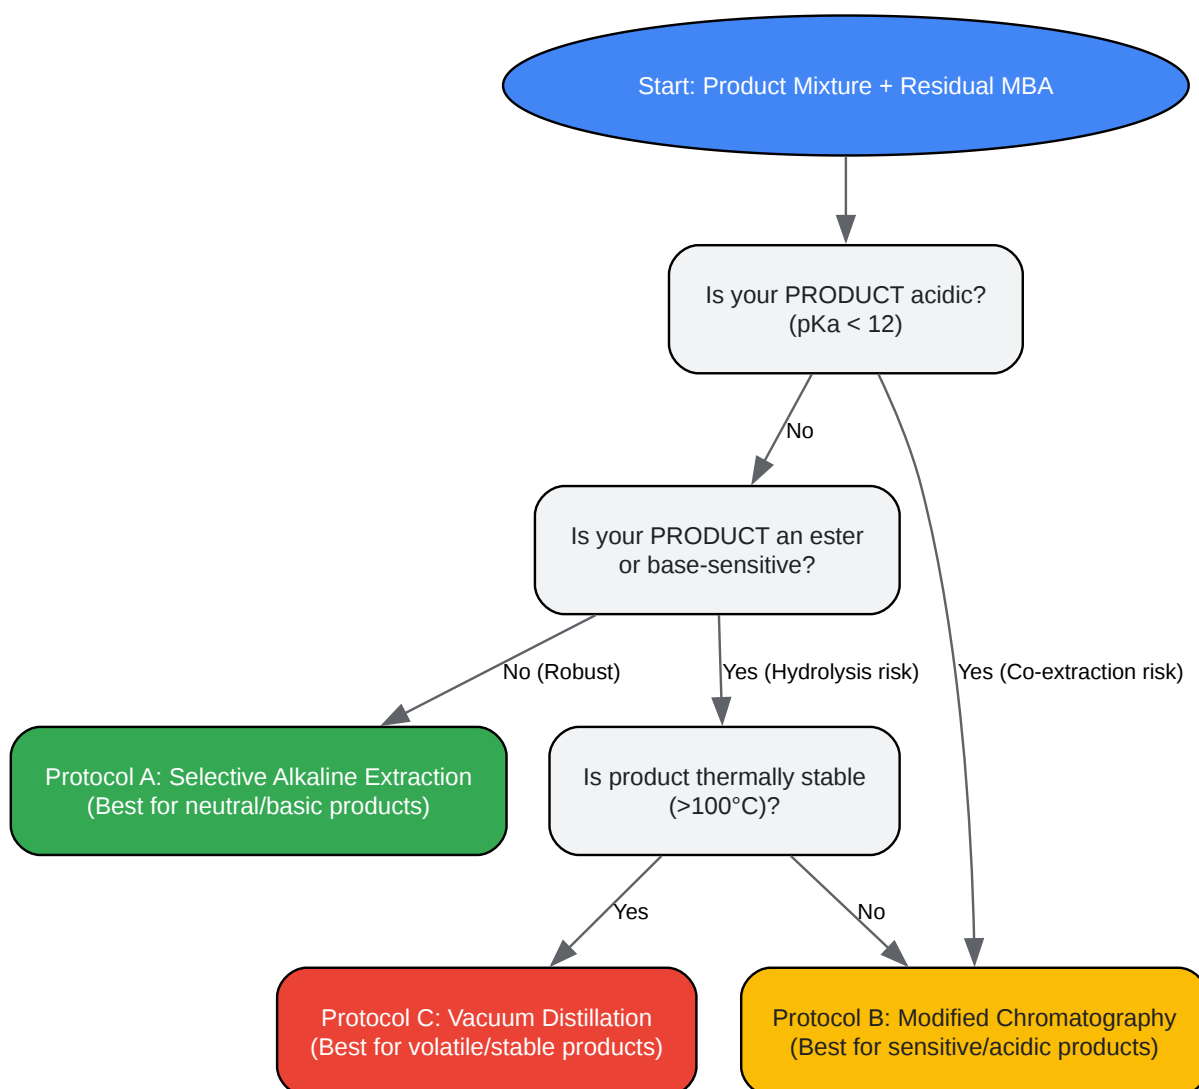 Start: Product Mixture + Residual MBA
Is your PRODUCT acidic?
(pKa < 12)
No
Is your PRODUCT an ester
or base-sensitive?
No (Robust)
Yes (Hydrolysis risk)
Yes (Co-extraction risk)
Protocol A: Selective Alkaline Extraction
(Best for neutral/basic products)
Is product thermally stable
(>100°C)?
Yes
No
Protocol C: Vacuum Distillation
(Best for volatile/stable products)
Protocol B: Modified Chromatography
(Best for sensitive/acidic products)